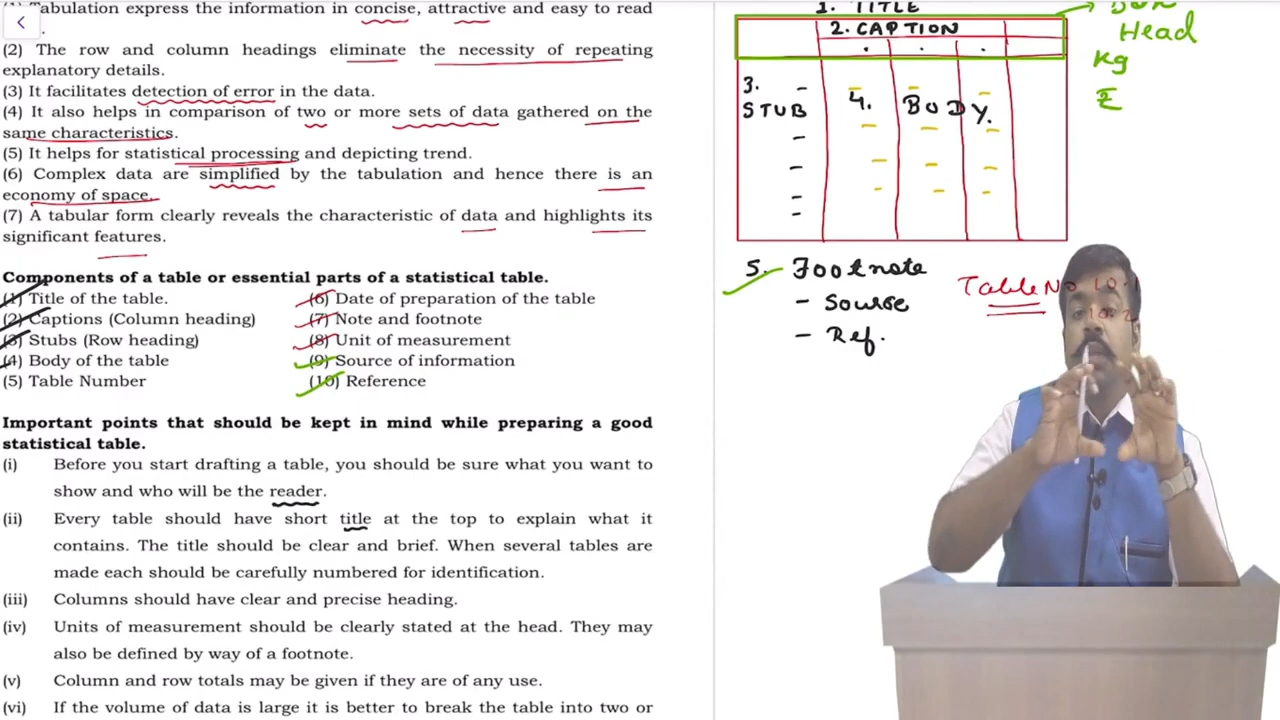 (1) Tabulation express the information in concise, attractive and easy to read
(2) The row and column headings eliminate the necessity of repeating
explanatory details.
(3) It facilitates detection of error in the data.
(4) It also helps in comparison of two or more sets of data gathered on the
same characteristics.
(5) It helps for statistical processing and depicting trend.
(6) Complex data are simplified by the tabulation and hence there is an
economy of space.
(7) A tabular form clearly reveals the characteristic of data and highlights its
significant features.
Components of a table or essential parts of a statistical table.
(1) Title of the table.
(2) Captions (Column heading)
(3) Stubs (Row heading)
(4) Body of the table
(5) Table Number
(6) Date of preparation of the table
(7) Note and footnote
(8) Unit of measurement
(9) Source of information
(10) Reference
Important points that should be kept in mind while preparing a good
statistical table.
(i) Before you start drafting a table, you should be sure what you want to
show and who will be the reader.
(ii) Every table should have short title at the top to explain what it
contains. The title should be clear and brief. When several tables are
made each should be carefully numbered for identification.
(iii) Columns should have clear and precise heading.
(iv) Units of measurement should be clearly stated at the head. They may
also be defined by way of a footnote.
(v) Column and row totals may be given if they are of any use.
(vi) If the volume of data is large it is better to break the table into two or
1. TITLE
2. CAPTION
3.
STUB
4. BODY.
Head
Kg
5. Footnote
- Source
- Ref.
Table No 10.1
10.2